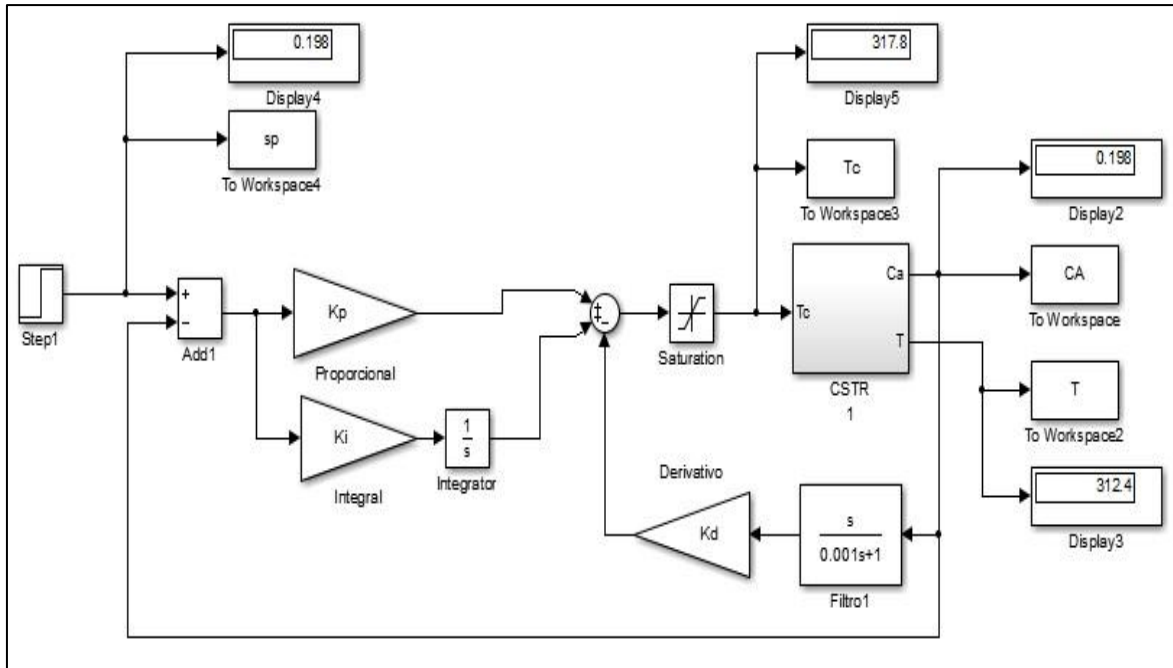 0.198
Display4
sp
To Workspace4
317.8
Display5
Tc
To Workspace3
0.198
Display2
CA
To Workspace
T
To Workspace2
312.4
Display3
Step1
+
−
Add1
Kp
Proporcional
Ki
Integral
1
s
Integrator
+
+
−
Saturation
Tc
Ca
T
CSTR
1
Derivativo
Kd
s
0.001s+1
Filtro1